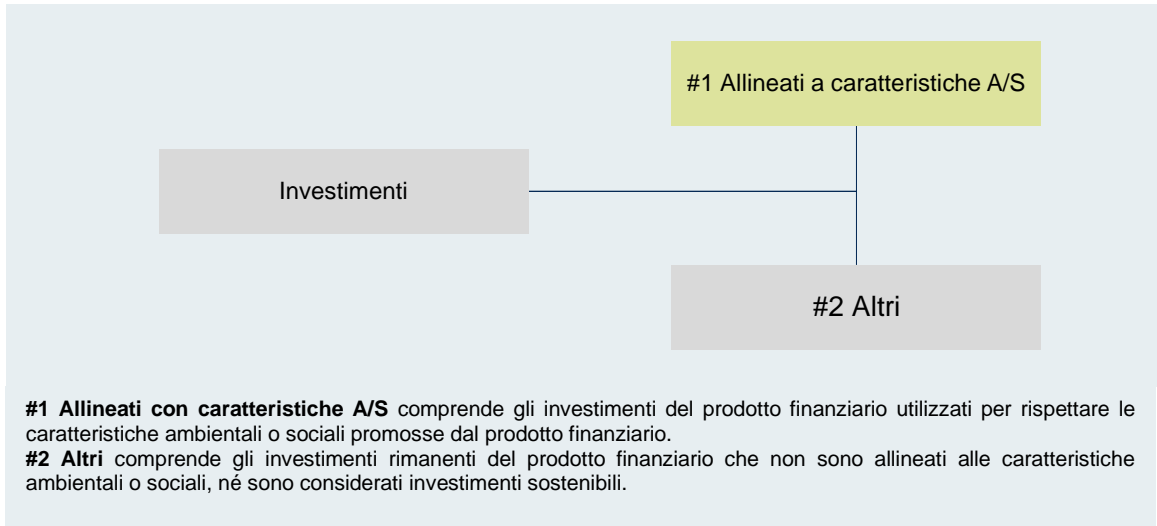 #1 Allineati a caratteristiche A/S
Investimenti
#2 Altri
#1 Allineati con caratteristiche A/S comprende gli investimenti del prodotto finanziario utilizzati per rispettare le
caratteristiche ambientali o sociali promosse dal prodotto finanziario.
#2 Altri comprende gli investimenti rimanenti del prodotto finanziario che non sono allineati alle caratteristiche
ambientali o sociali, né sono considerati investimenti sostenibili.